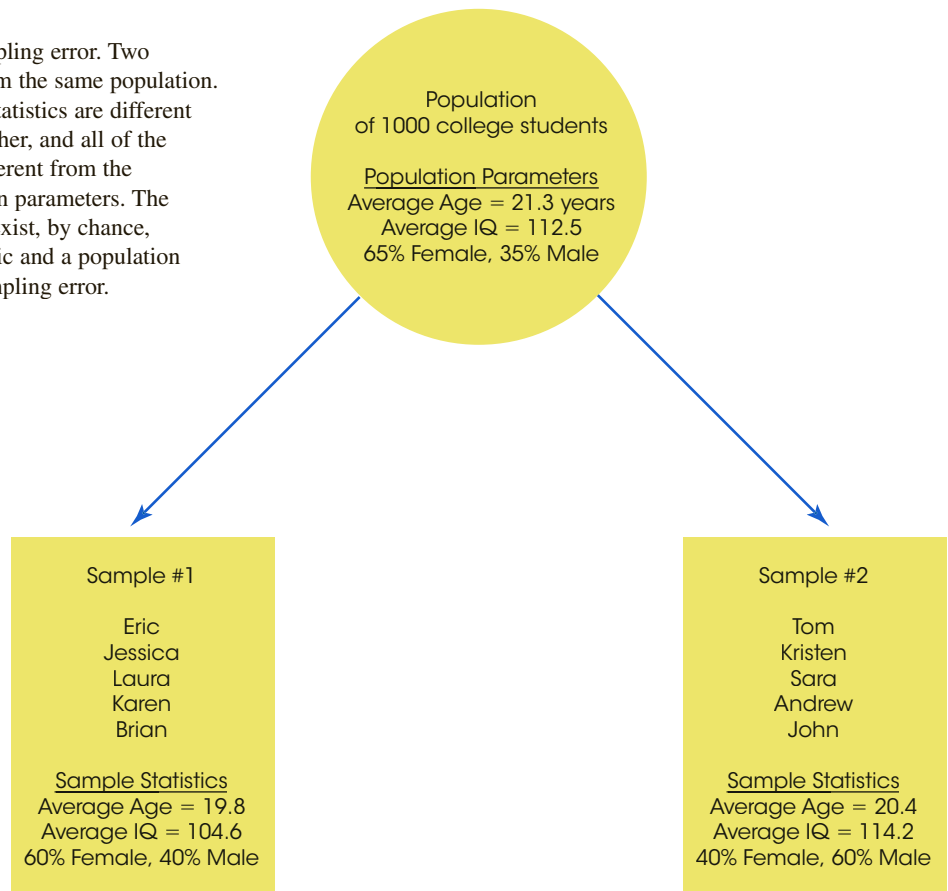 pling error. Two
m the same population.
tatistics are different
her, and all of the
erent from the
n parameters. The
xist, by chance,
ic and a population
npling error.
Population
of 1000 college students
Population Parameters
Average Age = 21.3 years
Average IQ = 112.5
65% Female, 35% Male
Sample #1
Eric
Jessica
Laura
Karen
Brian
Sample Statistics
Average Age = 19.8
Average IQ = 104.6
60% Female, 40% Male
Sample #2
Tom
Kristen
Sara
Andrew
John
Sample Statistics
Average Age = 20.4
Average IQ = 114.2
40% Female, 60% Male